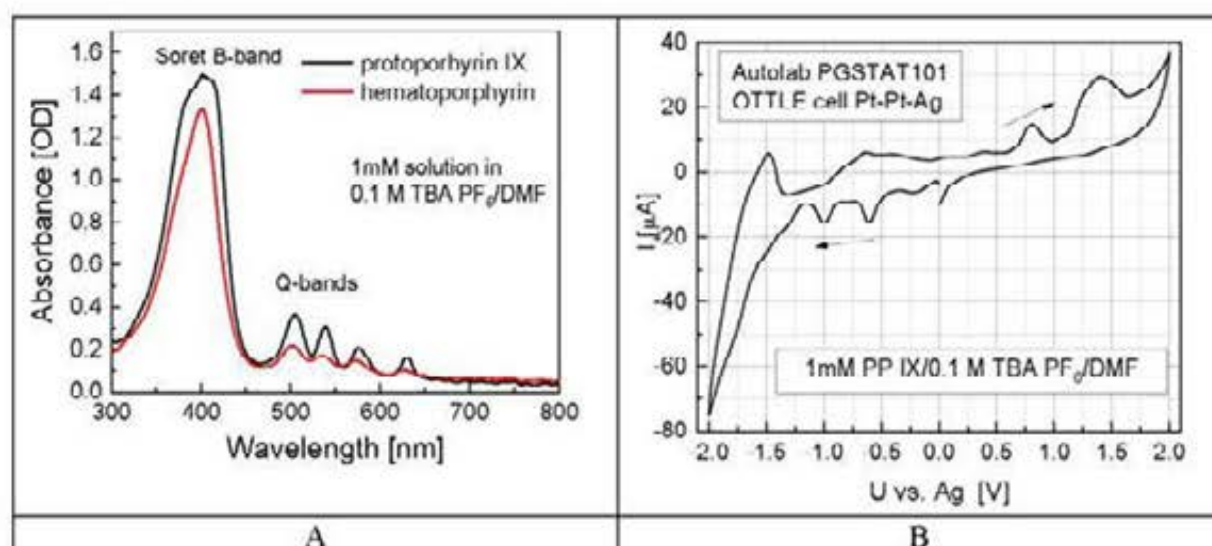 Soret B-band
protoporhyrin IX
hematoporphyrin
1mM solution in
0.1 M TBA PF6/DMF
Q-bands
Absorbance [OD]
1.6
1.4
1.2
1.0
0.8
0.6
0.4
0.2
0.0
300 400 500 600 700 800
Wavelength [nm]
A
Autolab PGSTAT101
OTTLE cell Pt-Pt-Ag
1mM PP IX/0.1 M TBA PF6/DMF
I [μA]
40
20
0
-20
-40
-60
-80
-2.0 -1.5 -1.0 -0.5 0.0 0.5 1.0 1.5 2.0
U vs. Ag [V]
B